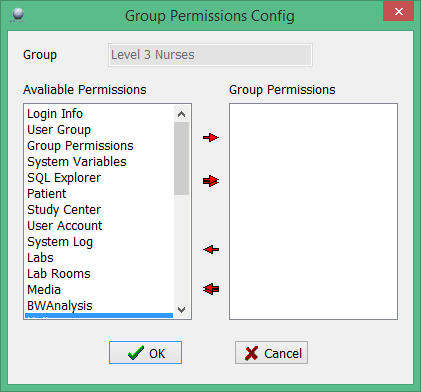 Group Permissions Config
Group
Level 3 Nurses
Avaliable Permissions
Group Permissions
Login Info
User Group
Group Permissions
System Variables
SQL Explorer
Patient
Study Center
User Account
System Log
Labs
Lab Rooms
Media
BWAnalysis
OK
Cancel